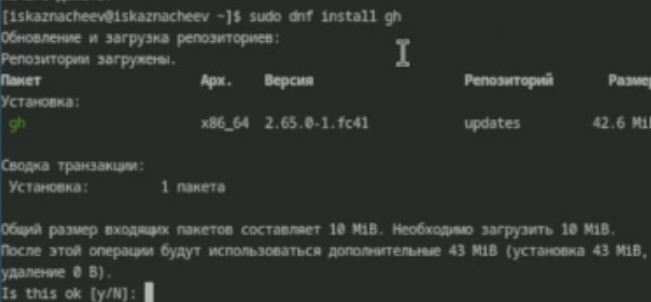 [iskaznacheev@iskaznacheev ~]$ sudo dnf install gh
Обновление и загрузка репозиториев:
Репозитории загружены.
Пакет Арх. Версия Репозиторий Размер
Установка:
gh x86_64 2.65.0-1.fc41 updates 42.6 MiB
Сводка транзакции:
Установка: 1 пакета
Общий размер входящих пакетов составляет 10 MiB. Необходимо загрузить 10 MiB.
После этой операции будут использоваться дополнительные 43 MiB (установка 43 MiB,
удаление 0 B).
Is this ok [y/N]: